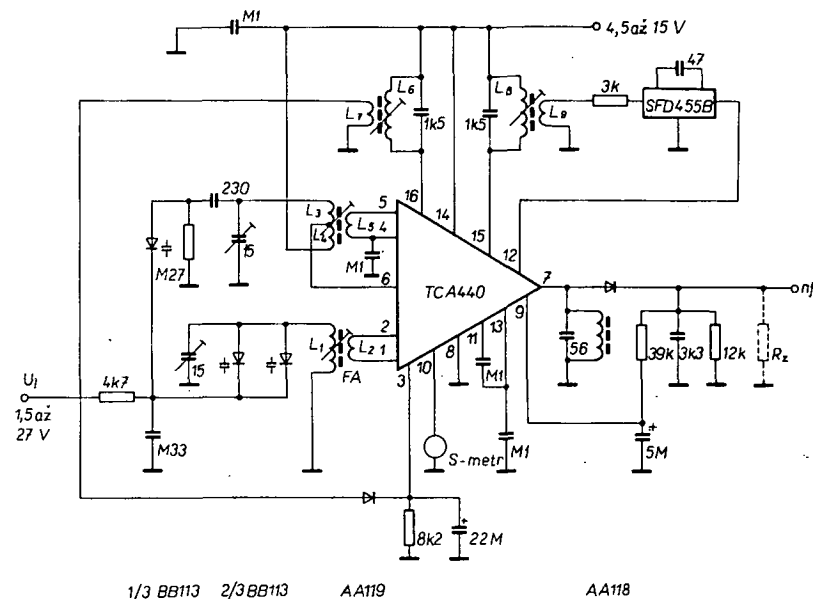 M1
4,5 až 15 V
47
3k
SFD455B
L6
L7
1k5
L8
L9
1k5
230
M27
15
L3
L4
L5
M1
5
4
6
16
14
15
12
7
TCA440
9
2
1
3
10
8
11
13
L1
L2
FA
15
4k7
U1
1,5 až
27 V
M33
M1
M1
S-metr
56
39k
3k3
12k
Rz
nf
+
5M
8k2
+
22M
1/3 BB113
2/3 BB113
AA119
AA118